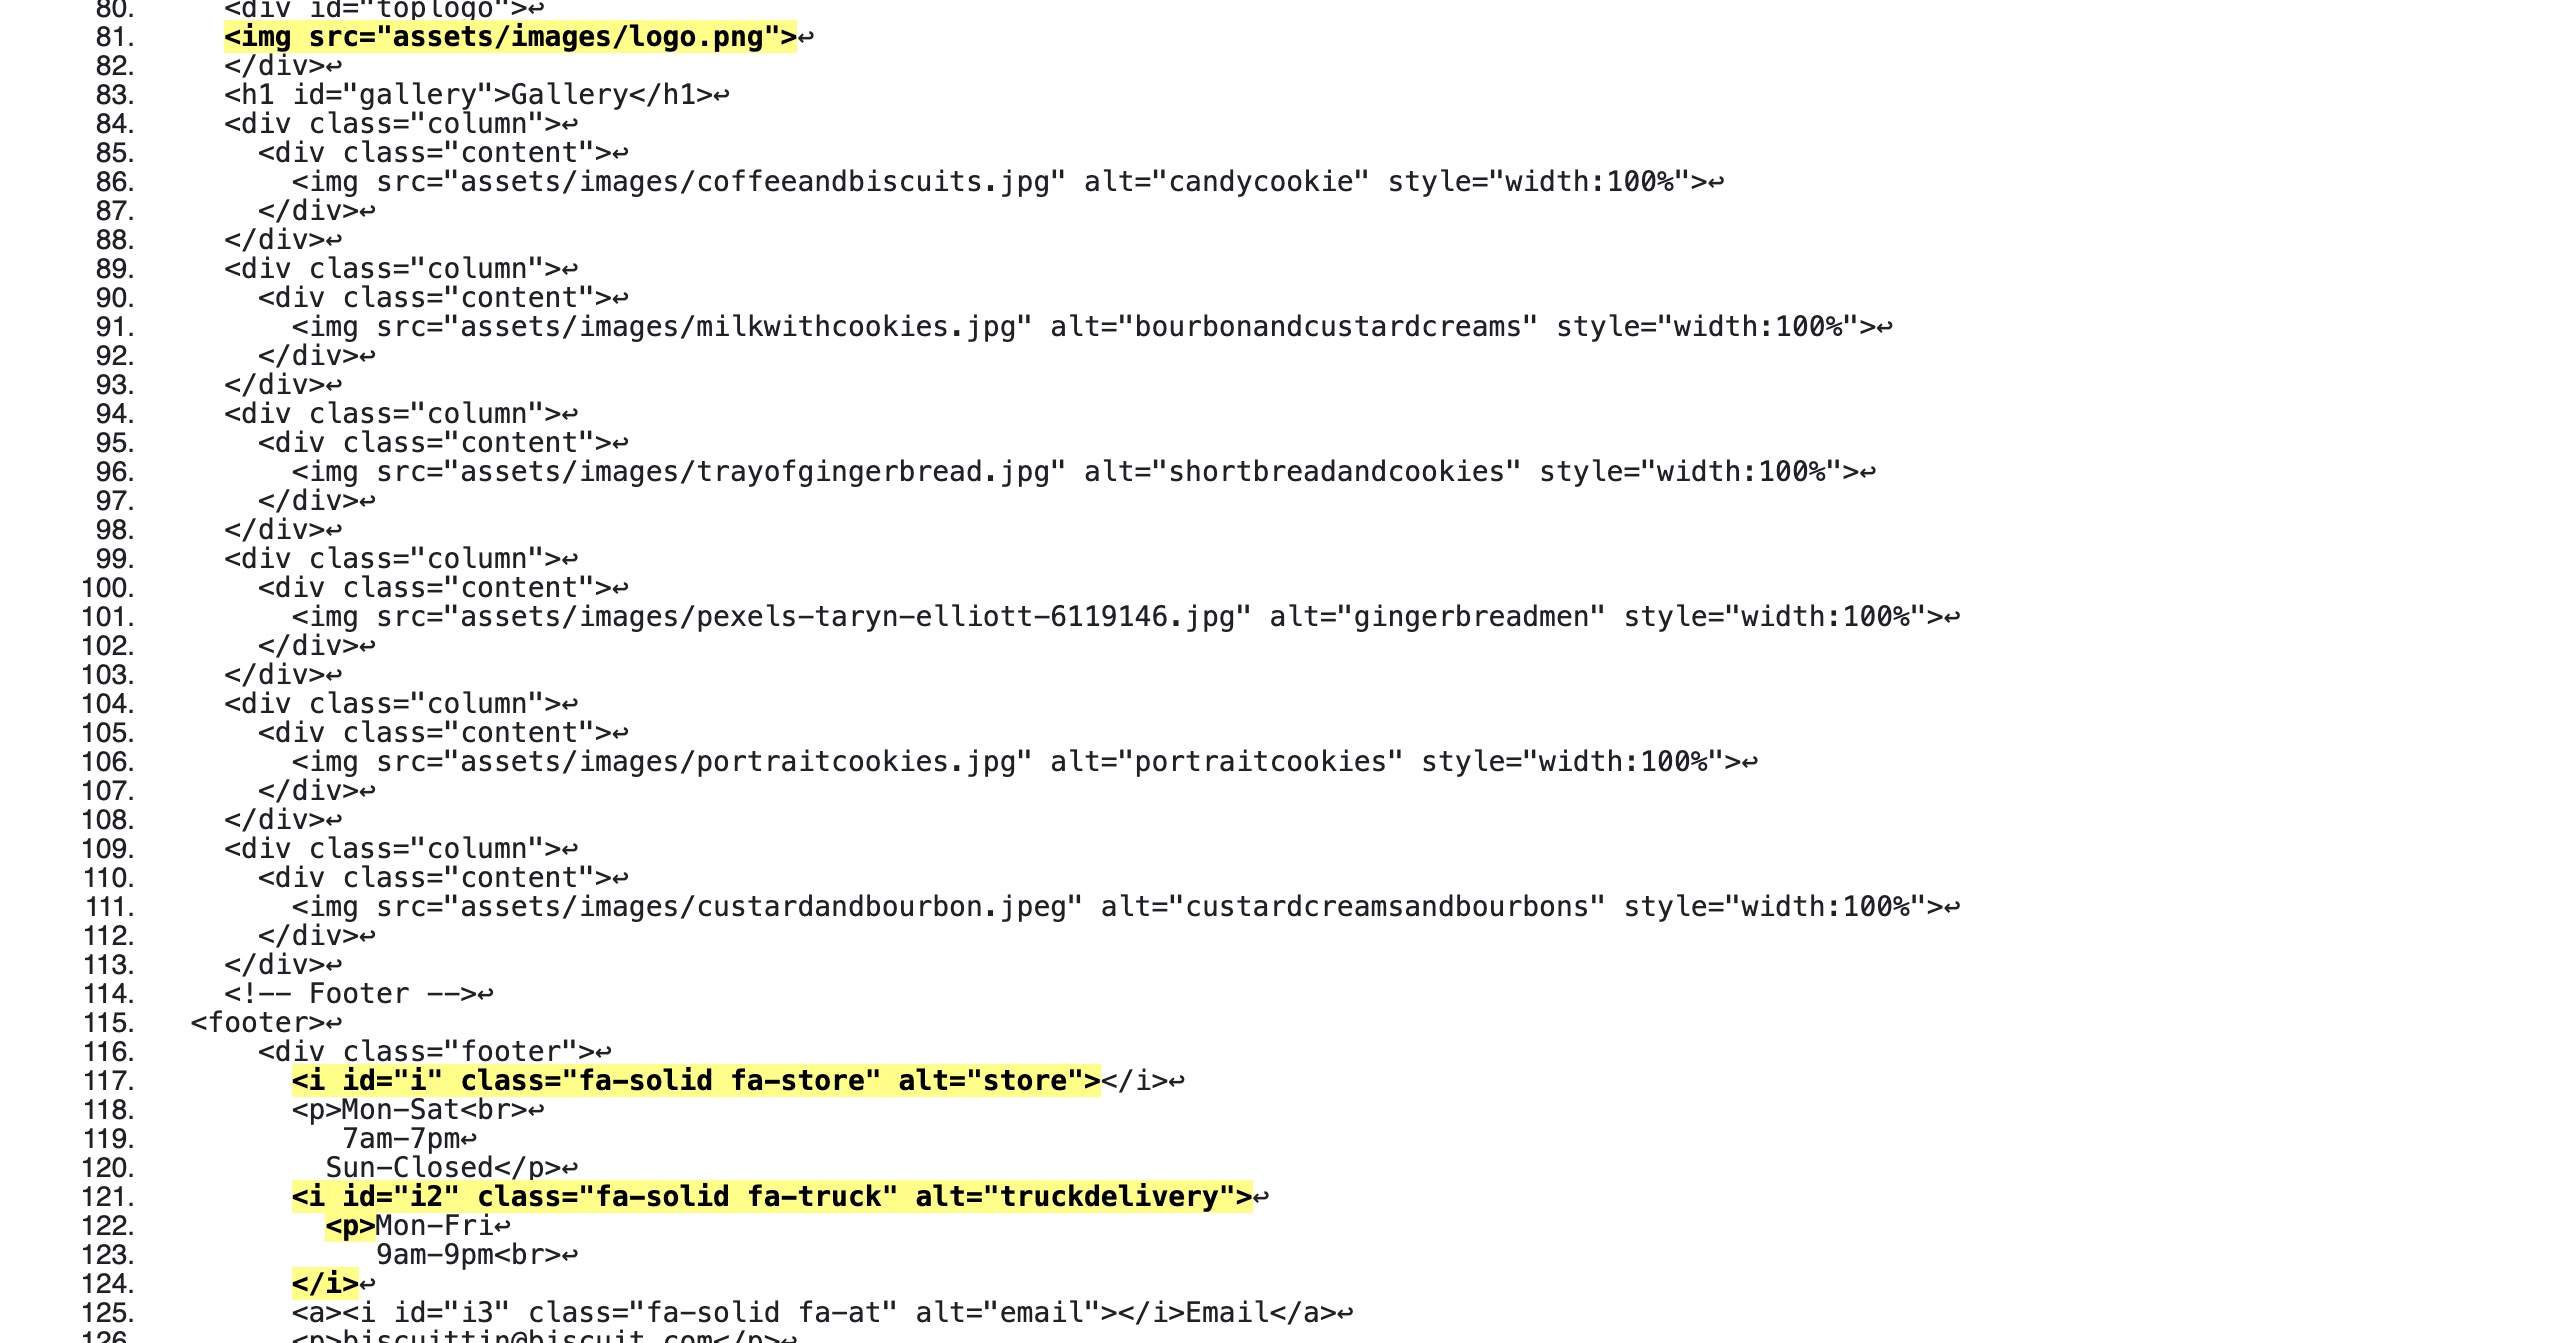 80. <div id="toplogo">↩
81. <img src="assets/images/logo.png">↩
82. </div>↩
83. <h1 id="gallery">Gallery</h1>↩
84. <div class="column">↩
85. <div class="content">↩
86. <img src="assets/images/coffeeandbiscuits.jpg" alt="candycookie" style="width:100%">↩
87. </div>↩
88. </div>↩
89. <div class="column">↩
90. <div class="content">↩
91. <img src="assets/images/milkwithcookies.jpg" alt="bourbonandcustardcreams" style="width:100%">↩
92. </div>↩
93. </div>↩
94. <div class="column">↩
95. <div class="content">↩
96. <img src="assets/images/trayofgingerbread.jpg" alt="shortbreadandcookies" style="width:100%">↩
97. </div>↩
98. </div>↩
99. <div class="column">↩
100. <div class="content">↩
101. <img src="assets/images/pexels-taryn-elliott-6119146.jpg" alt="gingerbreadmen" style="width:100%">↩
102. </div>↩
103. </div>↩
104. <div class="column">↩
105. <div class="content">↩
106. <img src="assets/images/portraitcookies.jpg" alt="portraitcookies" style="width:100%">↩
107. </div>↩
108. </div>↩
109. <div class="column">↩
110. <div class="content">↩
111. <img src="assets/images/custardandbourbon.jpeg" alt="custardcreamsandbourbons" style="width:100%">↩
112. </div>↩
113. </div>↩
114. <!-- Footer -->↩
115. <footer>↩
116. <div class="footer">↩
117. <i id="i" class="fa-solid fa-store" alt="store"></i>↩
118. <p>Mon-Sat<br>↩
119. 7am-7pm↩
120. Sun-Closed</p>↩
121. <i id="i2" class="fa-solid fa-truck" alt="truckdelivery">↩
122. <p>Mon-Fri↩
123. 9am-9pm<br>↩
124. </i>↩
125. <a><i id="i3" class="fa-solid fa-at" alt="email"></i>Email</a>↩
126. <p>biscuittin@biscuit.com</p>↩